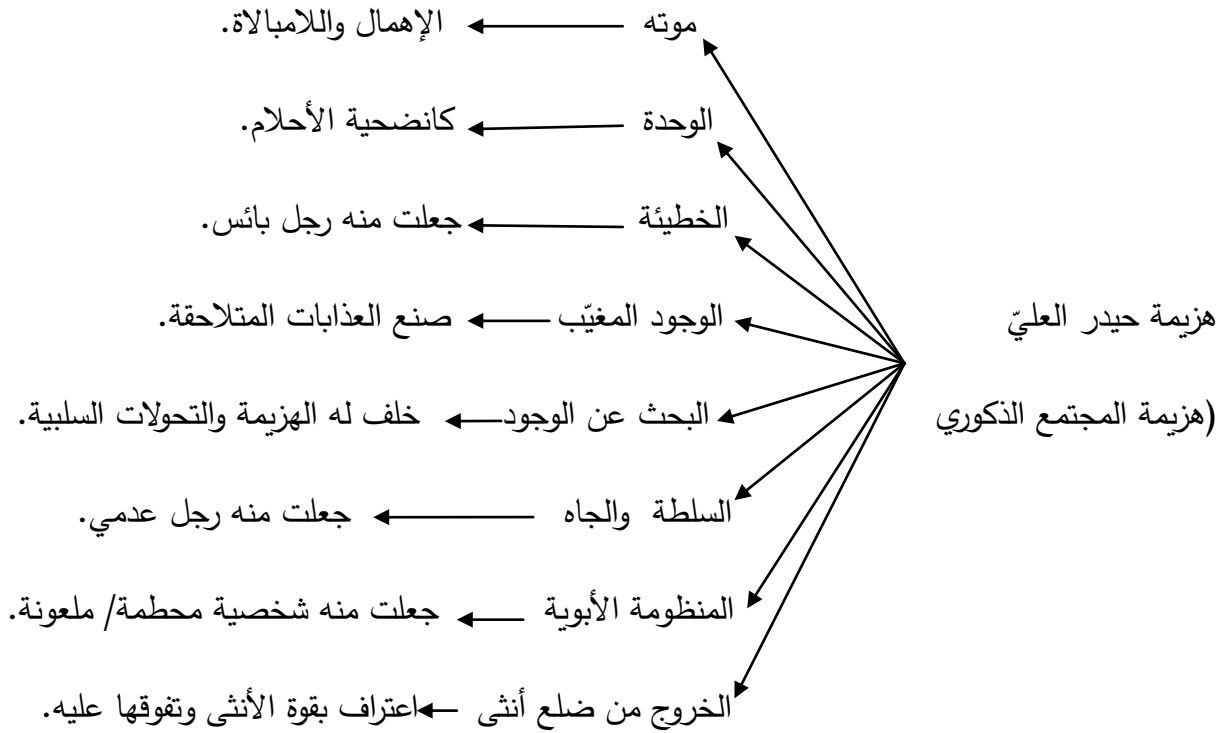 موته الإهمال واللامبالاة.
الوحدة كانضحية الأحلام.
الخطيئة جعلت منه رجل بائس.
هزيمة حيدر العليّ الوجود المغيّب صنع العذابات المتلاحقة.
(هزيمة المجتمع الذكوري البحث عن الوجود خلف له الهزيمة والتحولات السلبية.
السلطة والجاه جعلت منه رجل عدمي.
المنظومة الأبوية جعلت منه شخصية محطمة/ ملعونة.
الخروج من ضلع أنثى اعتراف بقوة الأنثى وتفوقها عليه.